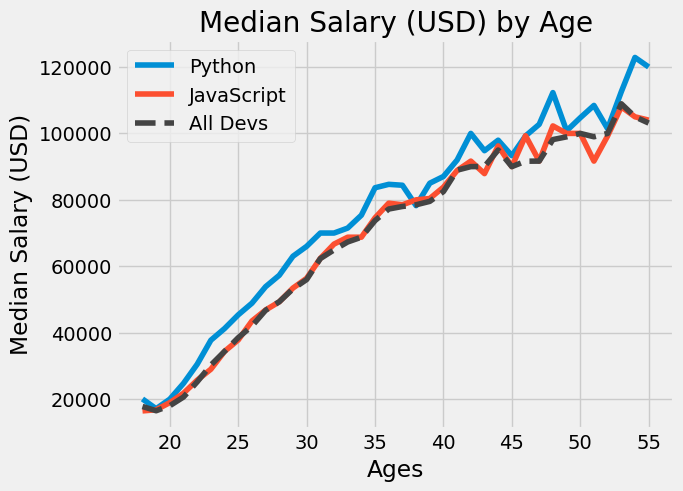 Median Salary (USD) by Age
Python
JavaScript
All Devs
120000
100000
80000
60000
40000
20000
Median Salary (USD)
20 25 30 35 40 45 50 55
Ages